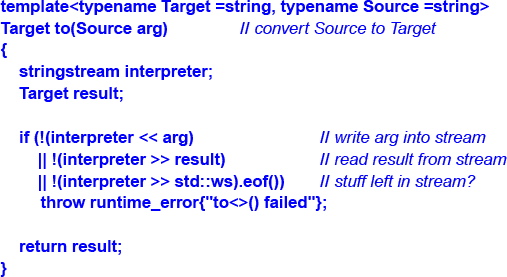 template<typename Target =string, typename Source =string>
Target to(Source arg) // convert Source to Target
{
stringstream interpreter;
Target result;
if (!(interpreter << arg) // write arg into stream
|| !(interpreter >> result) // read result from stream
|| !(interpreter >> std::ws).eof()) // stuff left in stream?
throw runtime_error{"to<>() failed"};
return result;
}